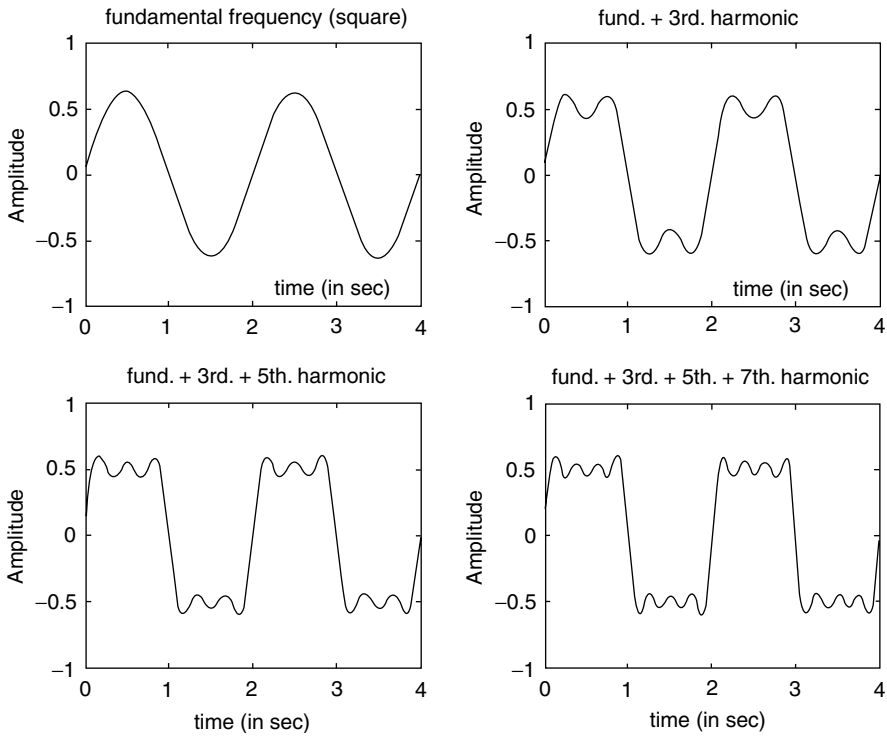 fundamental frequency (square)
1
0.5
0
−0.5
−1
Amplitude
time (in sec)
0 1 2 3 4
fund. + 3rd. harmonic
1
0.5
0
−0.5
−1
Amplitude
time (in sec)
0 1 2 3 4
fund. + 3rd. + 5th. harmonic
1
0.5
0
−0.5
−1
Amplitude
0 1 2 3 4
time (in sec)
fund. + 3rd. + 5th. + 7th. harmonic
1
0.5
0
−0.5
−1
Amplitude
0 1 2 3 4
time (in sec)